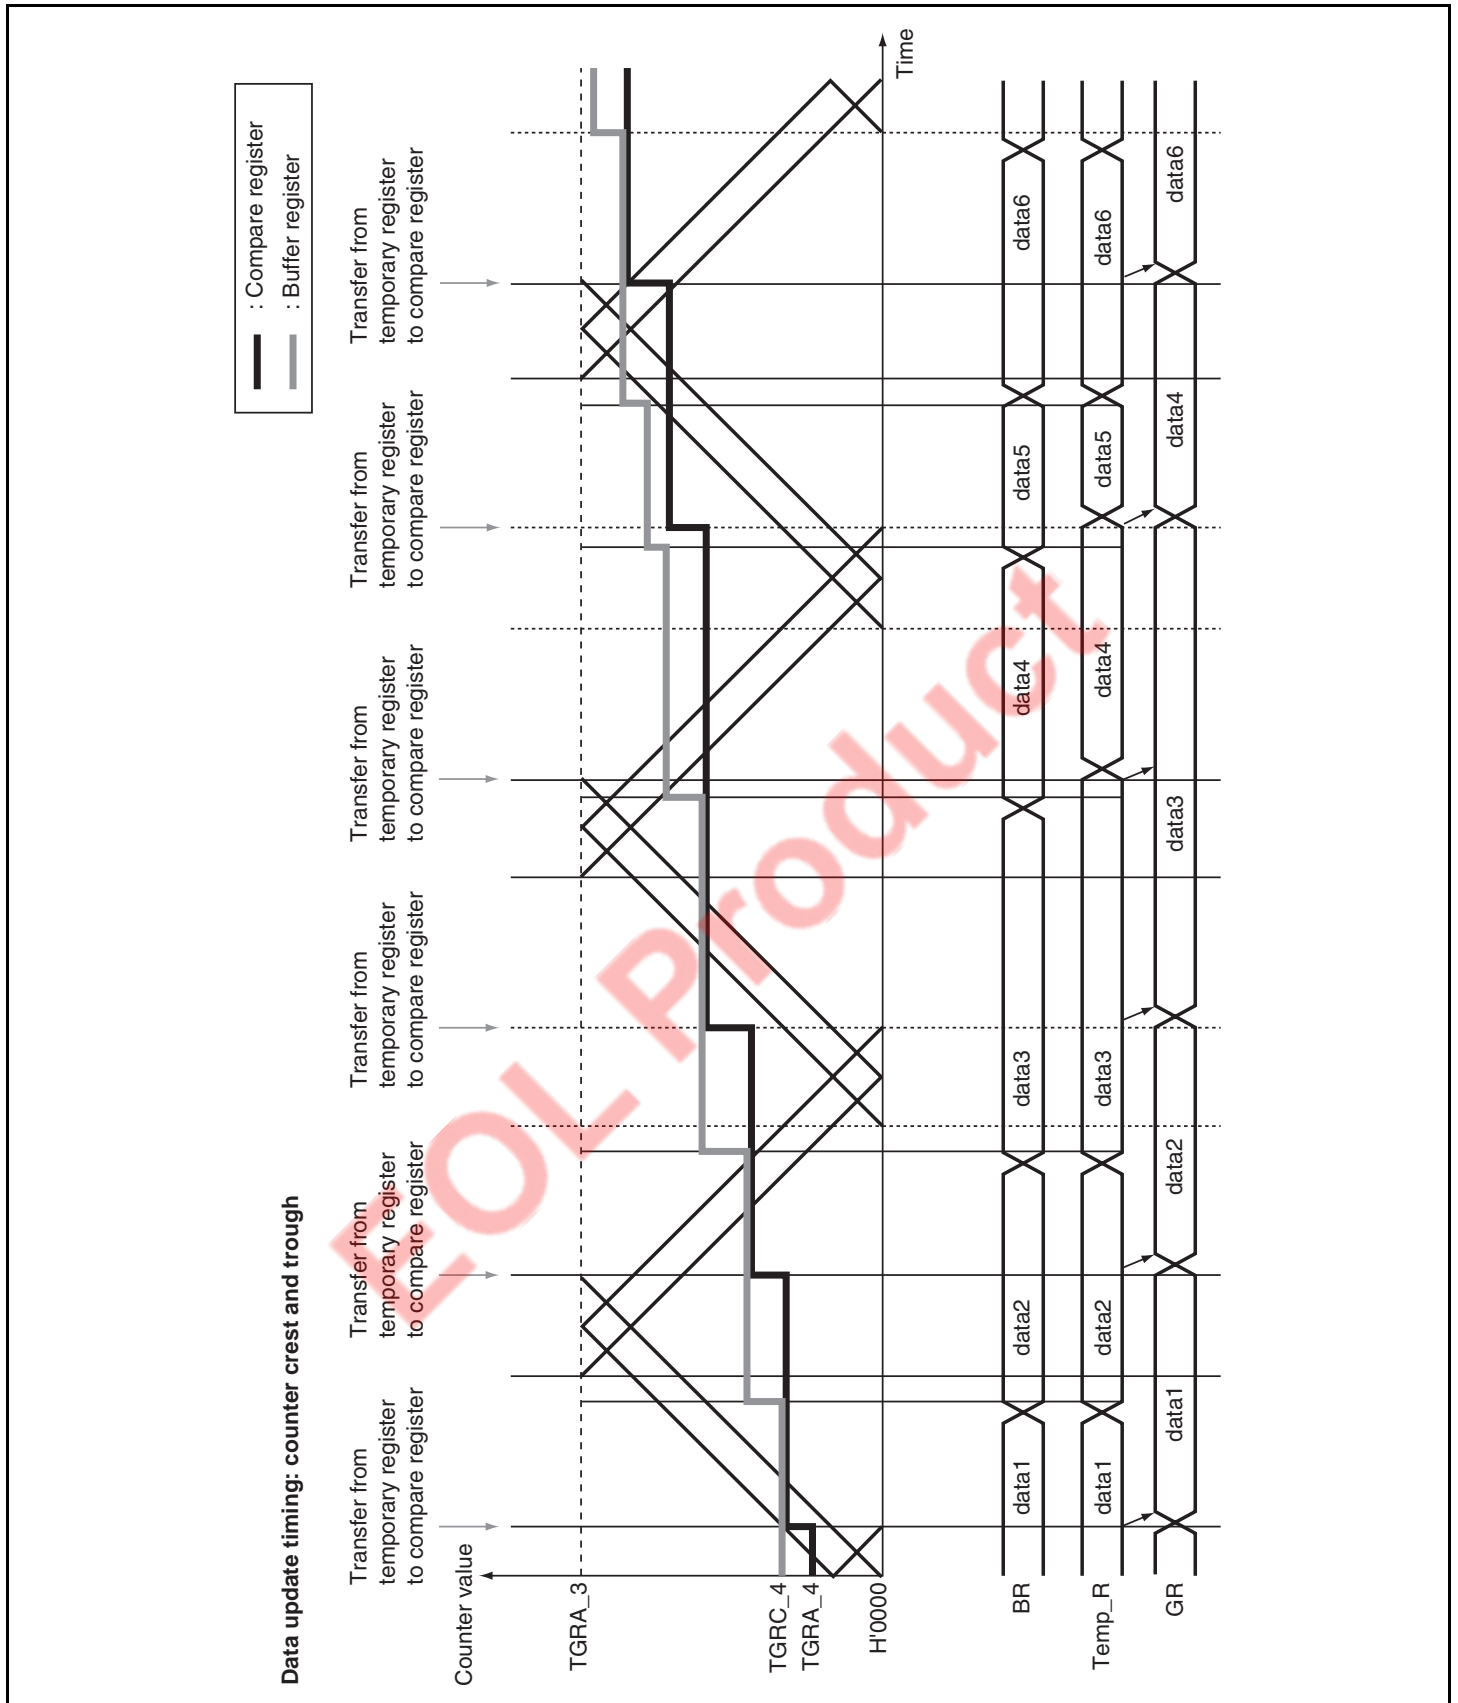 Data update timing: counter crest and trough
: Compare register
: Buffer register
Transfer from
temporary register
to compare register
Transfer from
temporary register
to compare register
Transfer from
temporary register
to compare register
Transfer from
temporary register
to compare register
Transfer from
temporary register
to compare register
Transfer from
temporary register
to compare register
Counter value
TGRA_3
TGRC_4
TGRA_4
H'0000
Time
BR
data1
data2
data3
data4
data5
data6
Temp_R
data1
data2
data3
data4
data5
data6
GR
data1
data2
data3
data4
data6
EOL Product